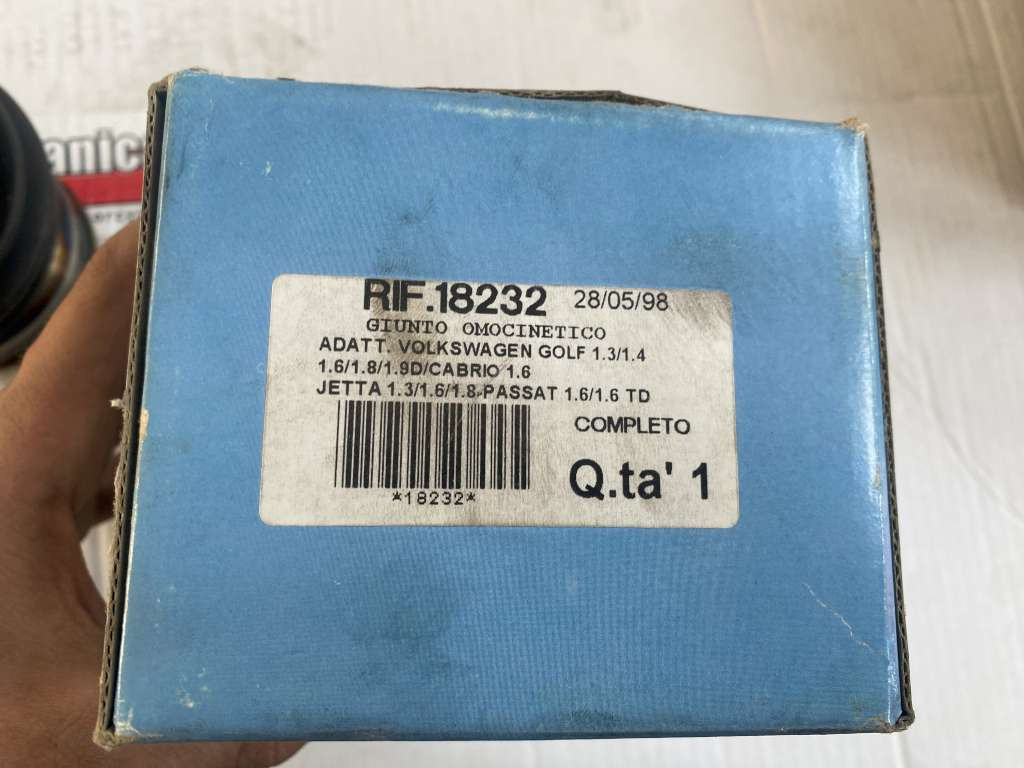 anic
RIF.18232 28/05/98
GIUNTO OMOCINETICO
ADATT. VOLKSWAGEN GOLF 1.3/1.4
1.6/1.8/1.9D/CABRIO 1.6
JETTA 1.3/1.6/1.8-PASSAT 1.6/1.6 TD
COMPLETO
*18232*
Q.ta' 1